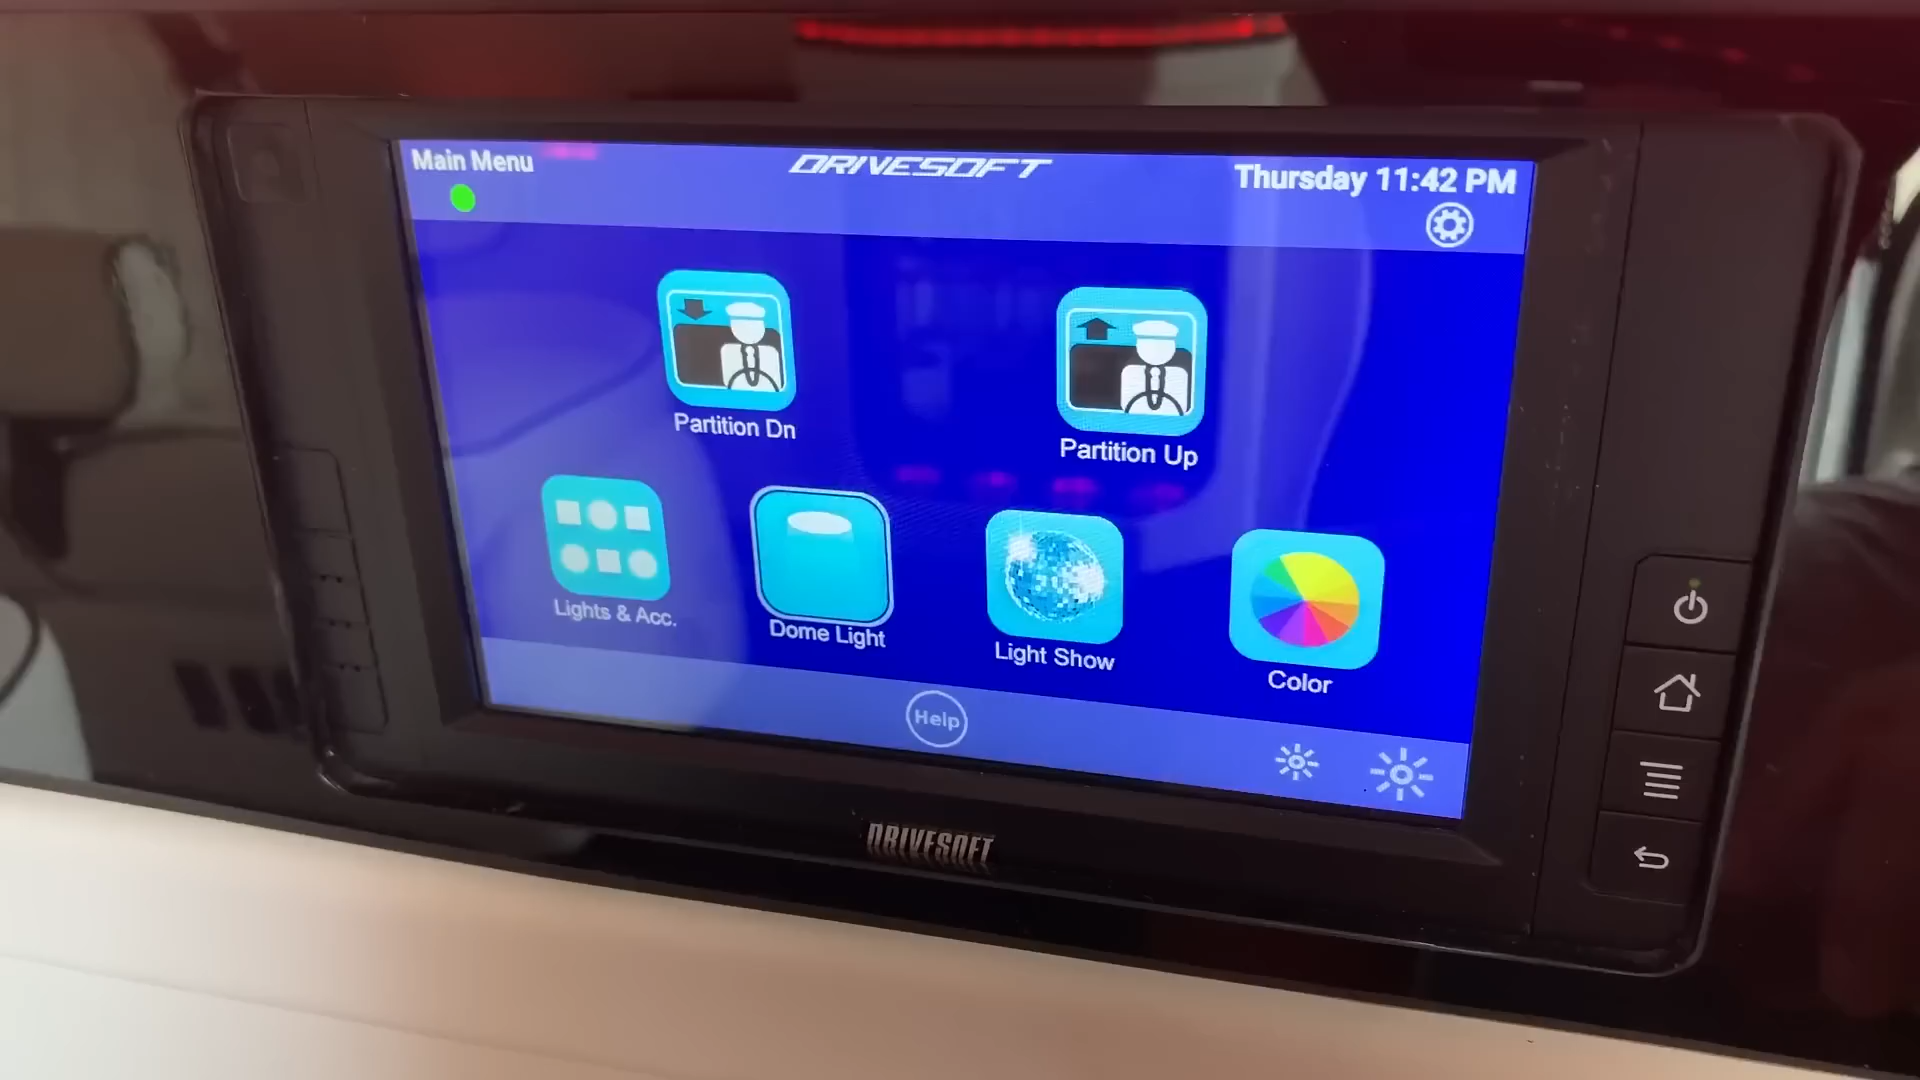 Main Menu
DRIVESOFT
Thursday 11:42 PM
Partition Dn
Partition Up
Lights & Acc.
Dome Light
Light Show
Color
Help
DRIVESOFT